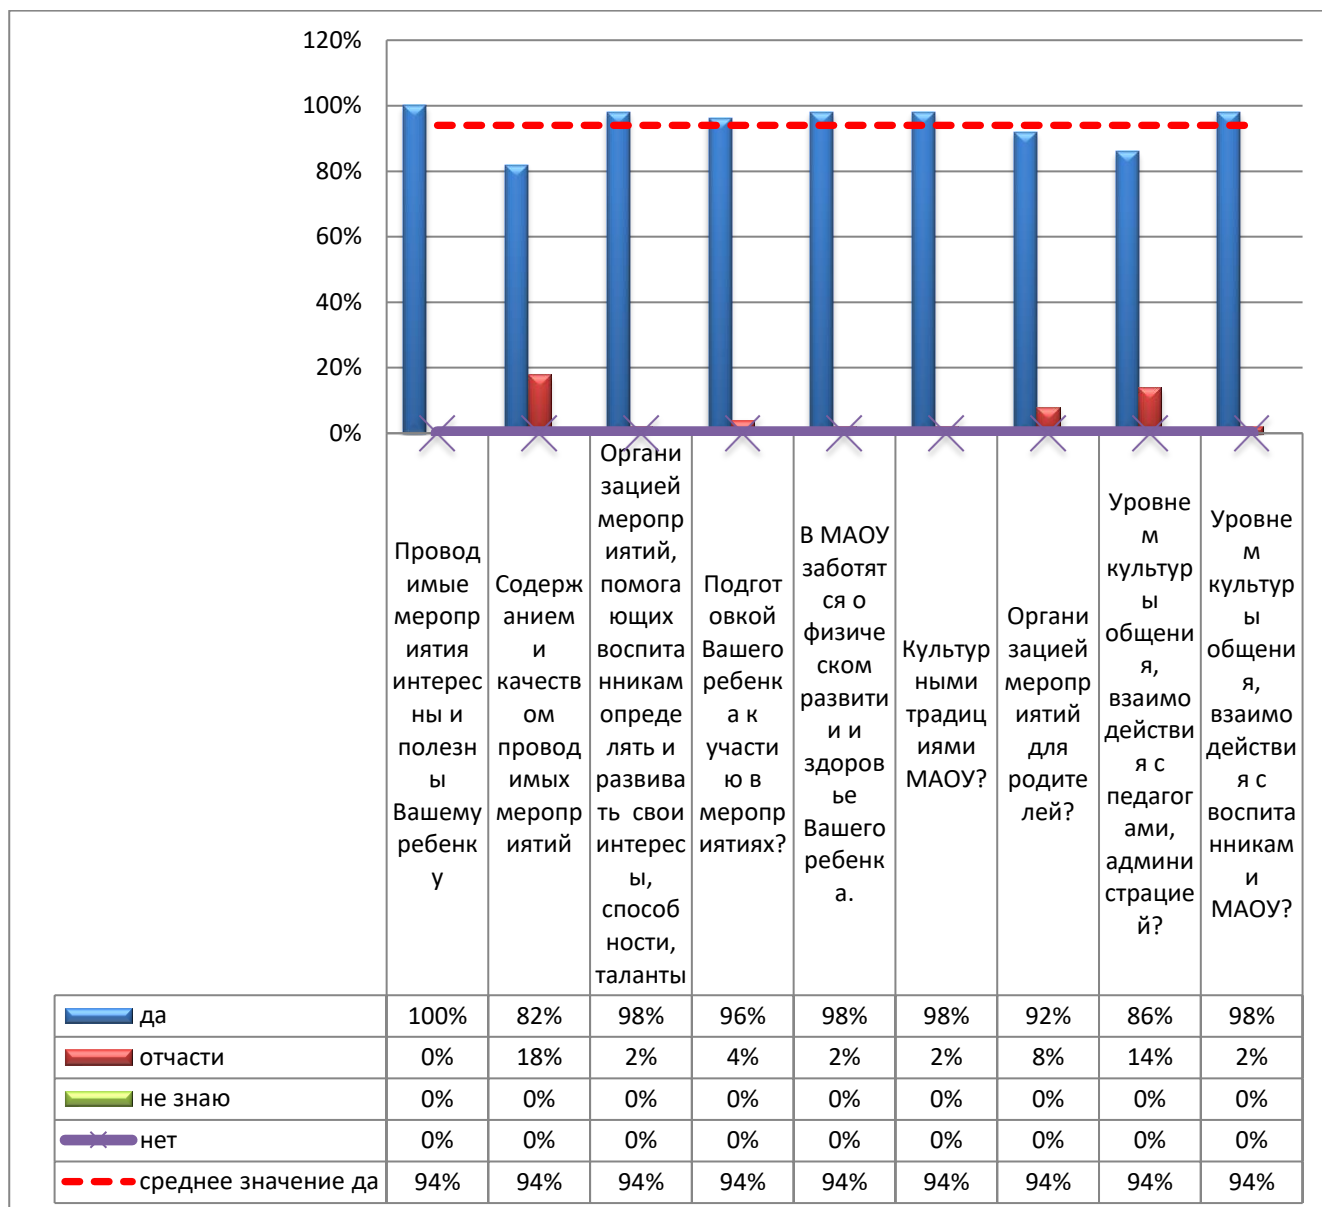 120%
100%
80%
60%
40%
20%
0%
Провод
имые
меропр
иятия
интерес
ны и
полезн
ы
Вашему
ребенк
у
Содерж
анием
и
качеств
ом
провод
имых
меропр
иятий
Органи
зацией
меропр
иятий,
помога
ющих
воспита
нникам
опреде
лять и
развива
ть свои
интерес
ы,
способ
ности,
таланты
Подгот
овкой
Вашего
ребенк
а к
участи
ю в
меропр
иятиях?
В МАОУ
заботят
ся о
физиче
ском
развити
и и
здоров
ье
Вашего
ребенк
а.
Культур
ными
традиц
иями
МАОУ?
Органи
зацией
меропр
иятий
для
родите
лей?
Уровне
м
культур
ы
общени
я,
взаимо
действи
я с
педагог
ами,
админи
страцие
й?
Уровне
м
культур
ы
общени
я,
взаимо
действи
я с
воспита
нникам
и
МАОУ?
да 100% 82% 98% 96% 98% 98% 92% 86% 98%
отчасти 0% 18% 2% 4% 2% 2% 8% 14% 2%
не знаю 0% 0% 0% 0% 0% 0% 0% 0% 0%
нет 0% 0% 0% 0% 0% 0% 0% 0% 0%
среднее значение да 94% 94% 94% 94% 94% 94% 94% 94% 94%